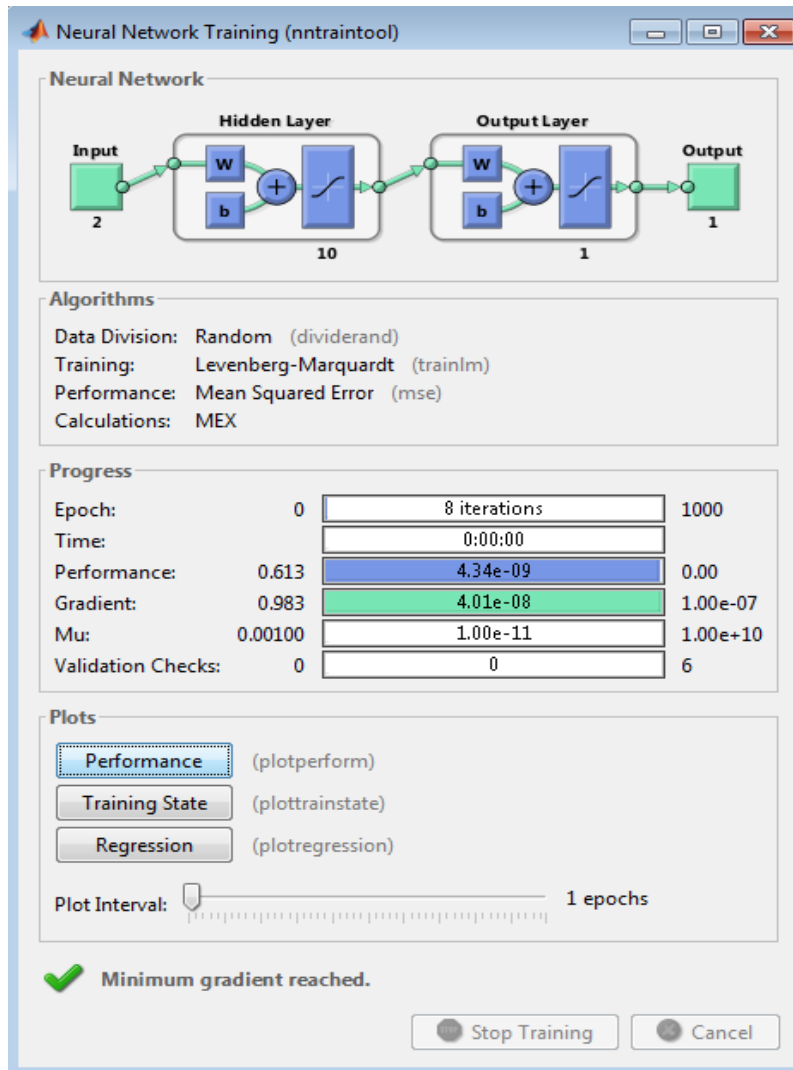 Neural Network Training (nntraintool)
Neural Network
Hidden Layer
Output Layer
Input
W
b
+
W
b
+
Output
2
10
1
1
Algorithms
Data Division: Random (dividerand)
Training: Levenberg-Marquardt (trainlm)
Performance: Mean Squared Error (mse)
Calculations: MEX
Progress
Epoch: 0 8 iterations 1000
Time: 0:00:00
Performance: 0.613 4.34e-09 0.00
Gradient: 0.983 4.01e-08 1.00e-07
Mu: 0.00100 1.00e-11 1.00e+10
Validation Checks: 0 0 6
Plots
Performance (plotperform)
Training State (plottrainstate)
Regression (plotregression)
Plot Interval: 1 epochs
Minimum gradient reached.
Stop Training Cancel